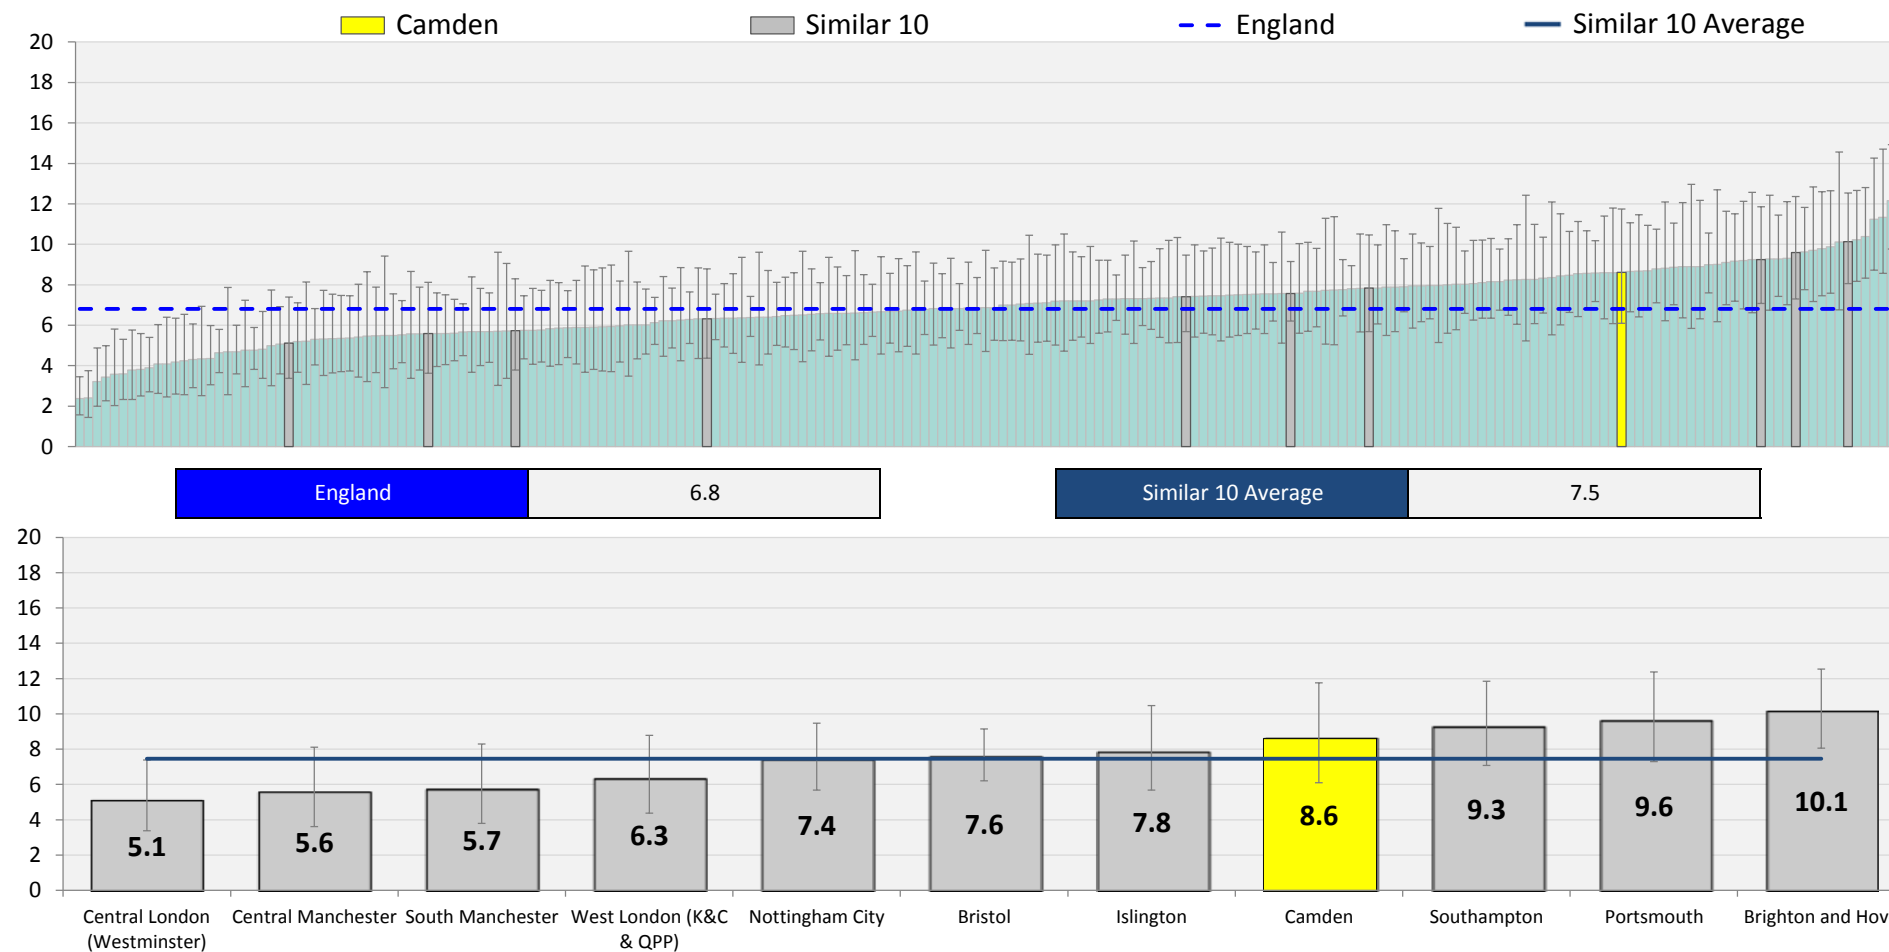 Camden
Similar 10
England
Similar 10 Average
20
18
16
14
12
10
8
6
4
2
0
England
6.8
Similar 10 Average
7.5
20
18
16
14
12
10
8
6
4
2
0
5.1
5.6
5.7
6.3
7.4
7.6
7.8
8.6
9.3
9.6
10.1
Central London
(Westminster)
Central Manchester
South Manchester
West London (K&C
& QPP)
Nottingham City
Bristol
Islington
Camden
Southampton
Portsmouth
Brighton and Hov